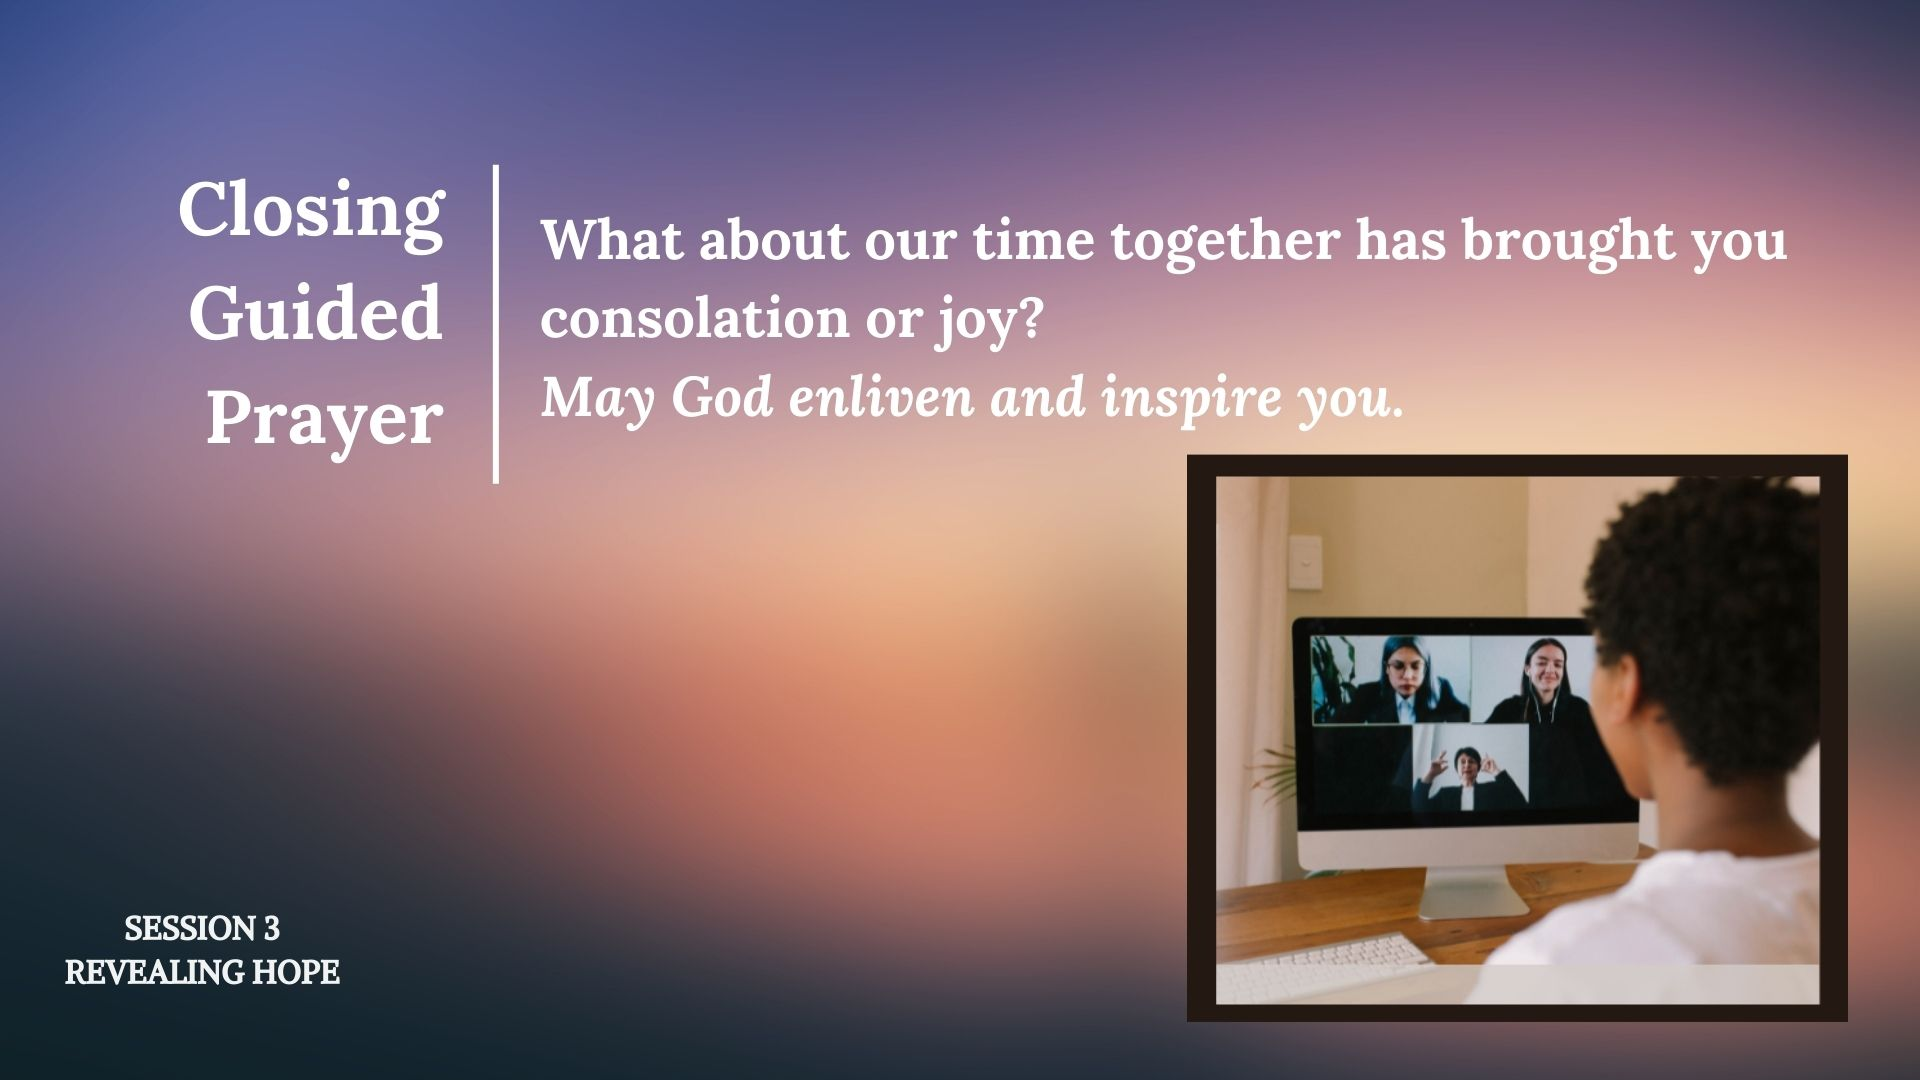 Closing
Guided
Prayer
What about our time together has brought you
consolation or joy?
May God enliven and inspire you.
SESSION 3
REVEALING HOPE